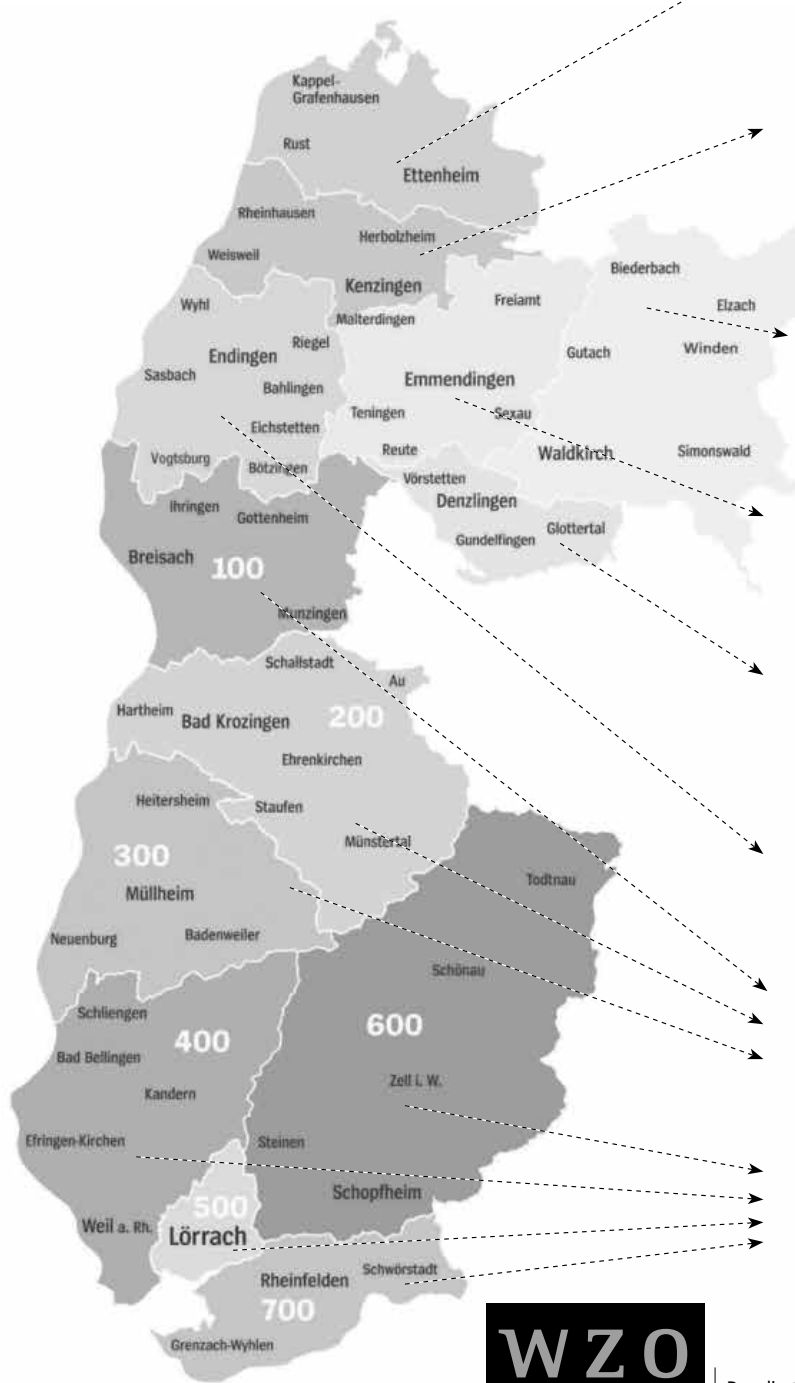 Kappel-
Grafenhausen
Rust
Ettenheim
Rheinhausen
Herbolzheim
Weisweil
Biederbach
Kenzingen
Freiamt
Wyhl
Elzach
Malterdingen
Riegel
Winden
Endingen
Gutach
Sasbach
Emmendingen
Bahlingen
Teningen
Sexau
Eichstetten
Reute
Waldkirch
Simonswald
Vogtsburg
Bötzingen
Vörstetten
Denzlingen
Ihringen
Gottenheim
Glottertal
Gundelfingen
Breisach
100
Munzingen
Schallstadt
Au
Hartheim
Bad Krozingen
200
Ehrenkirchen
Heitersheim
Staufen
Münstertal
300
Todtnau
Müllheim
Neuenburg
Badenweiler
Schönau
Schliengen
600
400
Bad Bellingen
Zell i. W.
Kandern
Efringen-Kirchen
Steinen
Schopfheim
500
Weil a. Rh.
Lörrach
Schwörstadt
Rheinfelden
700
Grenzach-Wyhlen
WZO